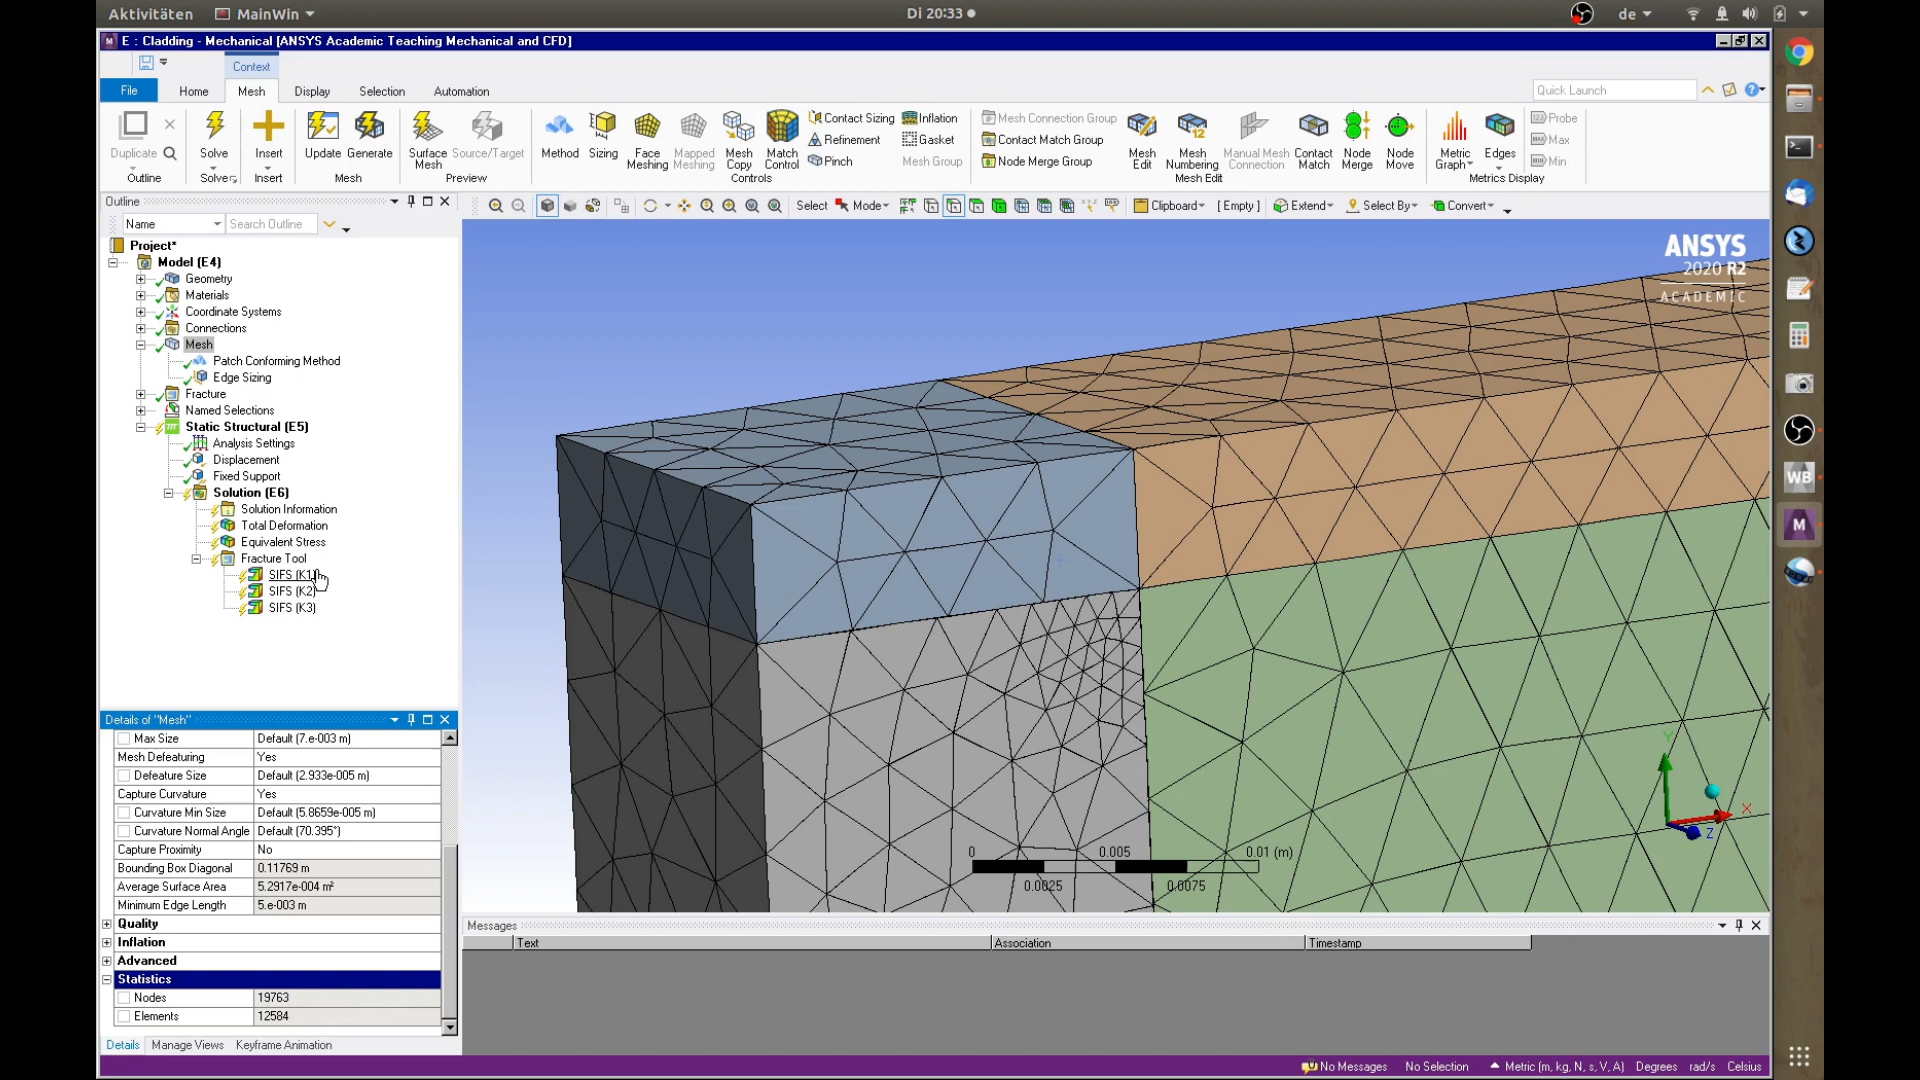 Aktivitäten MainWin Di 20:33 de
E : Cladding - Mechanical [ANSYS Academic Teaching Mechanical and CFD]
Context
File Home Mesh Display Selection Automation Quick Launch
Duplicate Solve Insert Update Generate Surface Mesh Source/Target Method Sizing Face Meshing Mapped Meshing Mesh Copy Match Control
Contact Sizing Inflation
Refinement Gasket
Pinch Mesh Group
Mesh Connection Group
Contact Match Group
Node Merge Group
Mesh Edit Mesh Numbering Manual Mesh Connection Contact Match Node Merge Node Move Metric Graph Edges
Probe
Max
Min
Outline Solver Insert Mesh Preview Controls Mesh Edit Metrics Display
Outline
Select Mode Clipboard [ Empty ] Extend Select By Convert
Name Search Outline
Project*
Model (E4)
Geometry
Materials
Coordinate Systems
Connections
Mesh
Patch Conforming Method
Edge Sizing
Fracture
Named Selections
Static Structural (E5)
Analysis Settings
Displacement
Fixed Support
Solution (E6)
Solution Information
Total Deformation
Equivalent Stress
Fracture Tool
SIFS (K1)
SIFS (K2)
SIFS (K3)
ANSYS
2020 R2
ACADEMIC
Y
X
Z
0 0.005 0.01 (m)
0.0025 0.0075
Details of "Mesh"
Max Size Default (7.e-003 m)
Mesh Defeaturing Yes
Defeature Size Default (2.933e-005 m)
Capture Curvature Yes
Curvature Min Size Default (5.8659e-005 m)
Curvature Normal Angle Default (70.395°)
Capture Proximity No
Bounding Box Diagonal 0.11769 m
Average Surface Area 5.2917e-004 m²
Minimum Edge Length 5.e-003 m
Quality
Inflation
Advanced
Statistics
Nodes 19763
Elements 12584
Details Manage Views Keyframe Animation
Messages
Text Association Timestamp
No Messages No Selection Metric (m, kg, N, s, V, A) Degrees rad/s Celsius
WB
M